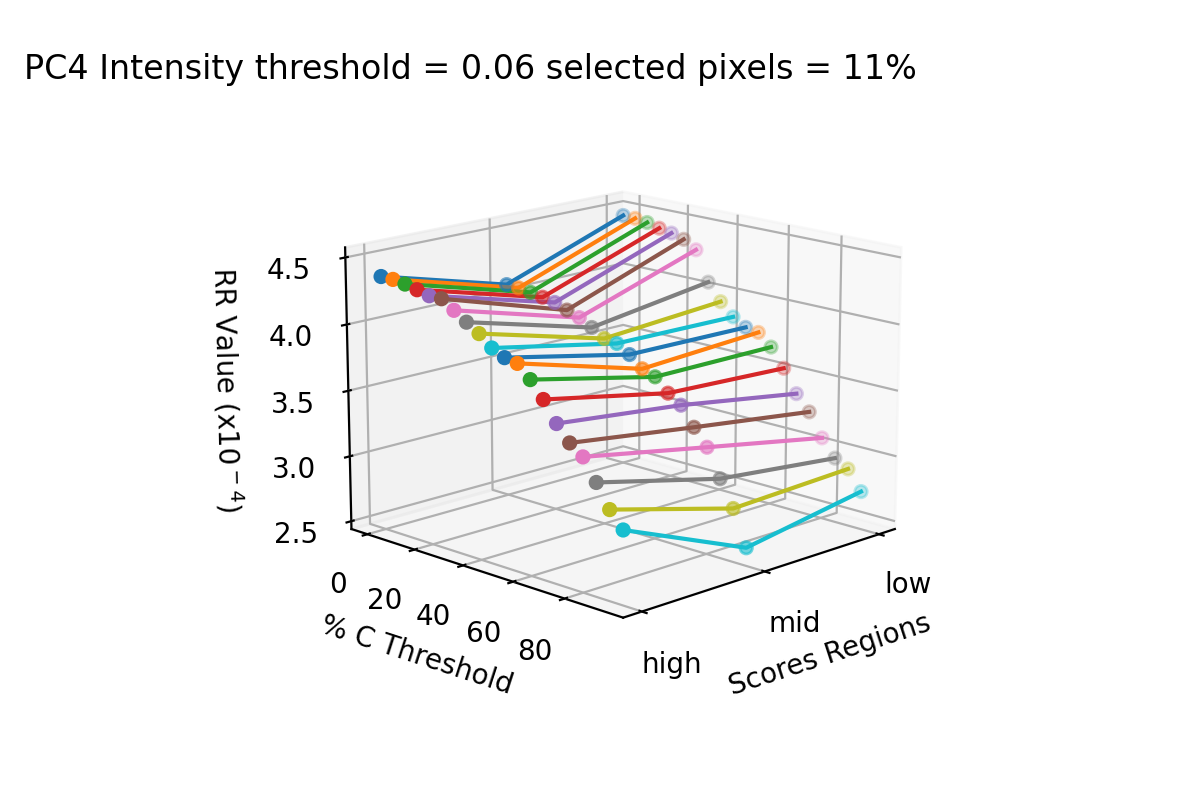 PC4 Intensity threshold = 0.06 selected pixels = 11%
RR Value (x10⁻⁴)
4.5
4.0
3.5
3.0
2.5
0
20
40
60
80
% C Threshold
high
mid
low
Scores Regions